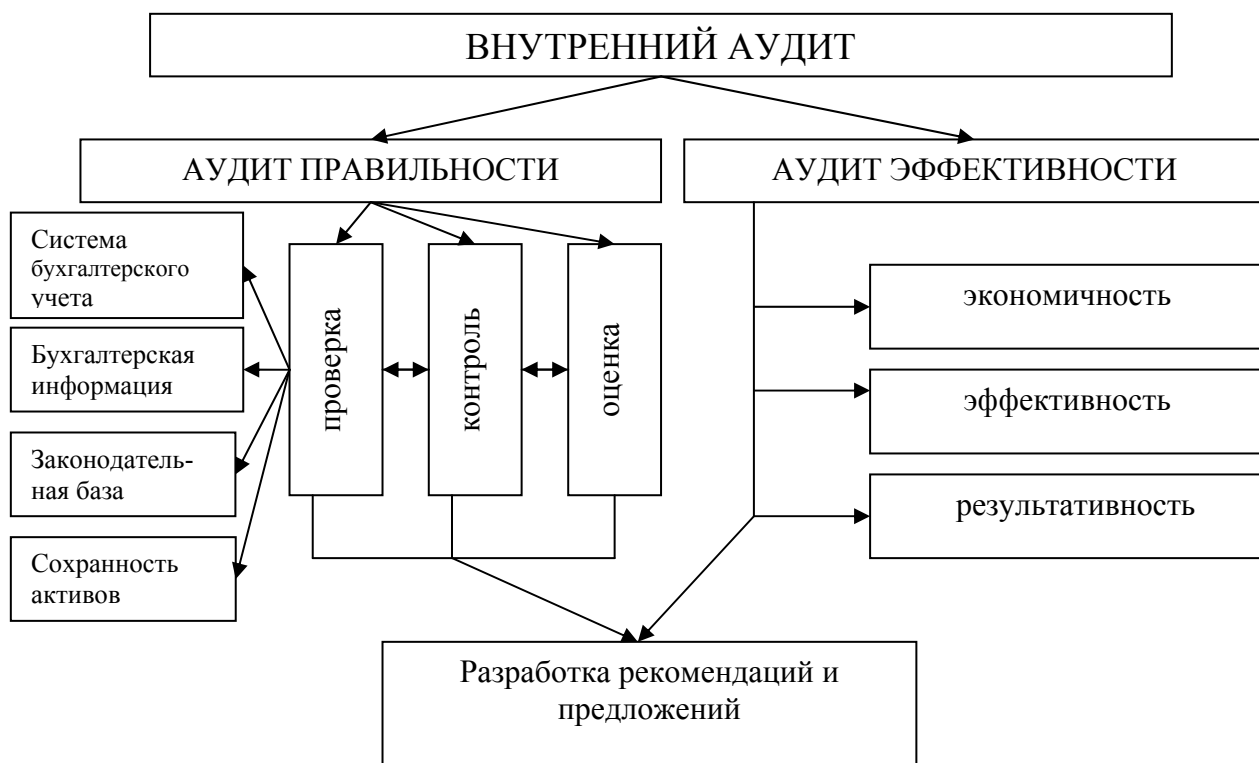 ВНУТРЕННИЙ АУДИТ
АУДИТ ПРАВИЛЬНОСТИ
АУДИТ ЭФФЕКТИВНОСТИ
Система
бухгалтерского
учета
Бухгалтерская
информация
Законодатель-
ная база
Сохранность
активов
проверка
контроль
оценка
экономичность
эффективность
результативность
Разработка рекомендаций и
предложений